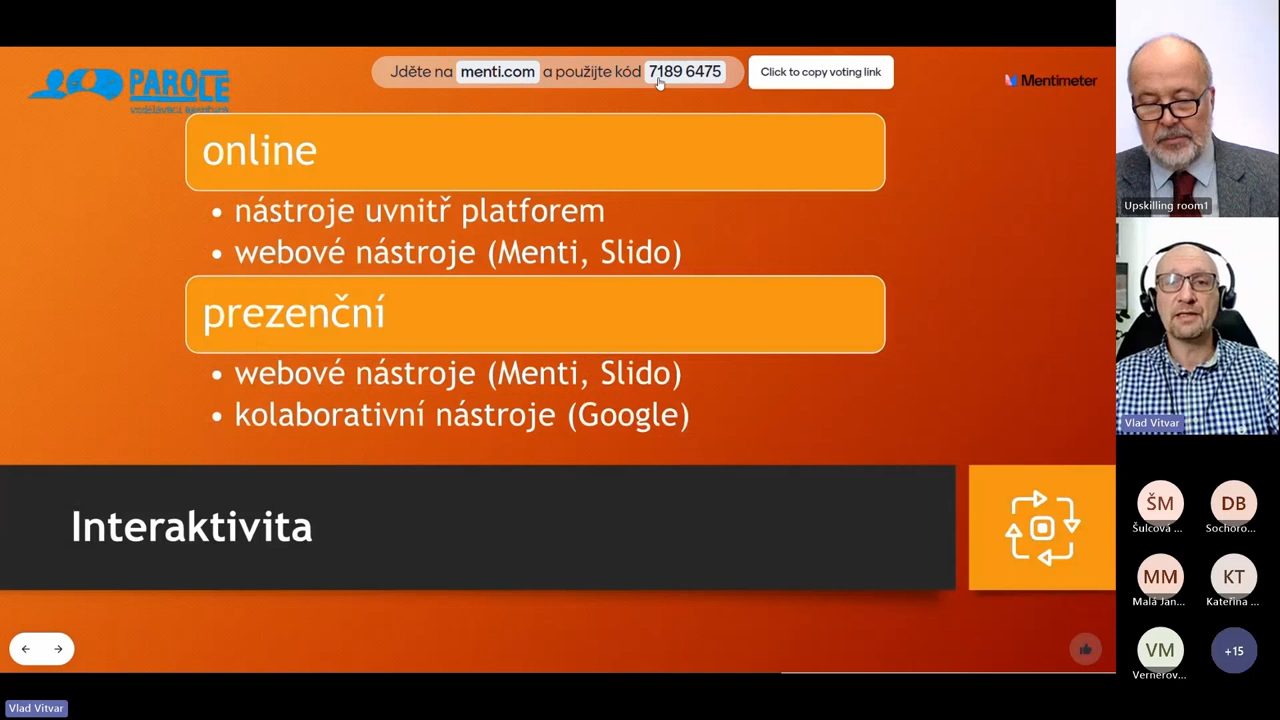 PAROLE
vzdělávací agentura
Jděte na menti.com a použijte kód 7189 6475
Click to copy voting link
Mentimeter
online
• nástroje uvnitř platforem
• webové nástroje (Menti, Slido)
prezenční
• webové nástroje (Menti, Slido)
• kolaborativní nástroje (Google)
Interaktivita
Vlad Vitvar
Upskilling room1
Vlad Vitvar
ŠM
DB
Šulcová ...
Sochoro...
MM
KT
Malá Jan...
Kateřina ...
VM
+15
Vernerov...